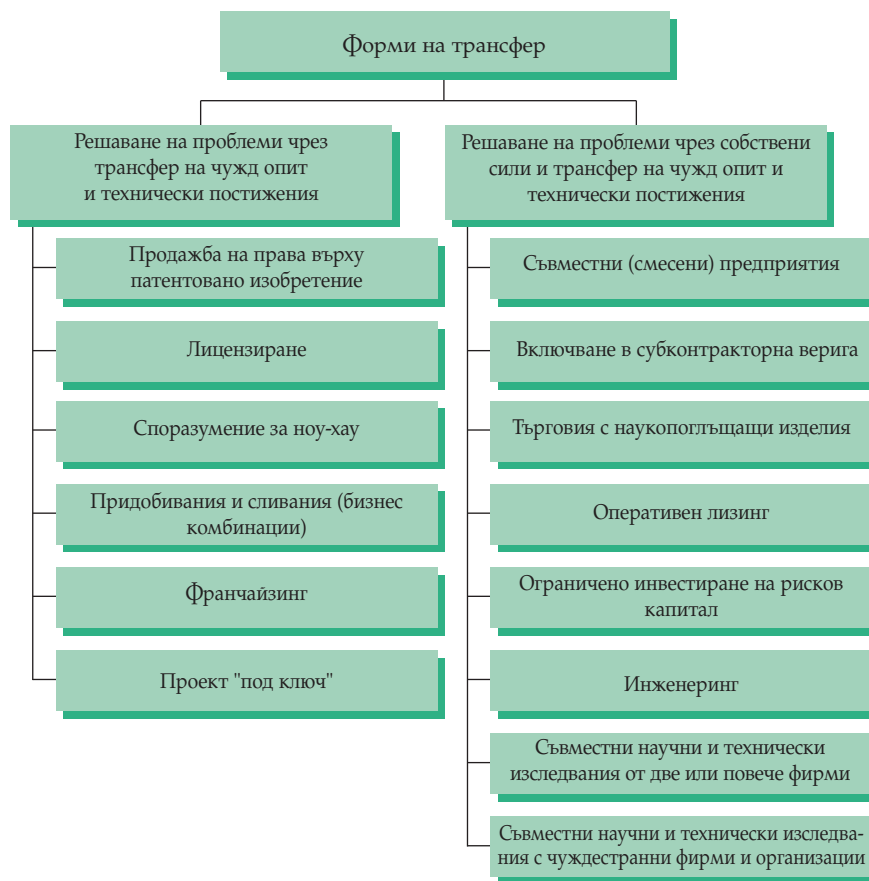 Форми на трансфер
Решаване на проблеми чрез
трансфер на чужд опит
и технически постижения
Продажба на права върху
патентовано изобретение
Лицензиране
Споразумение за ноу-хау
Придобивания и сливания (бизнес
комбинации)
Франчайзинг
Проект "под ключ"
Решаване на проблеми чрез собствени
сили и трансфер на чужд опит и
технически постижения
Съвместни (смесени) предприятия
Включване в субконтракторна верига
Търговия с наукопоглъщащи изделия
Оперативен лизинг
Ограничено инвестиране на рисков
капитал
Инженеринг
Съвместни научни и технически
изследвания от две или повече фирми
Съвместни научни и технически изследва-
ния с чуждестранни фирми и организации